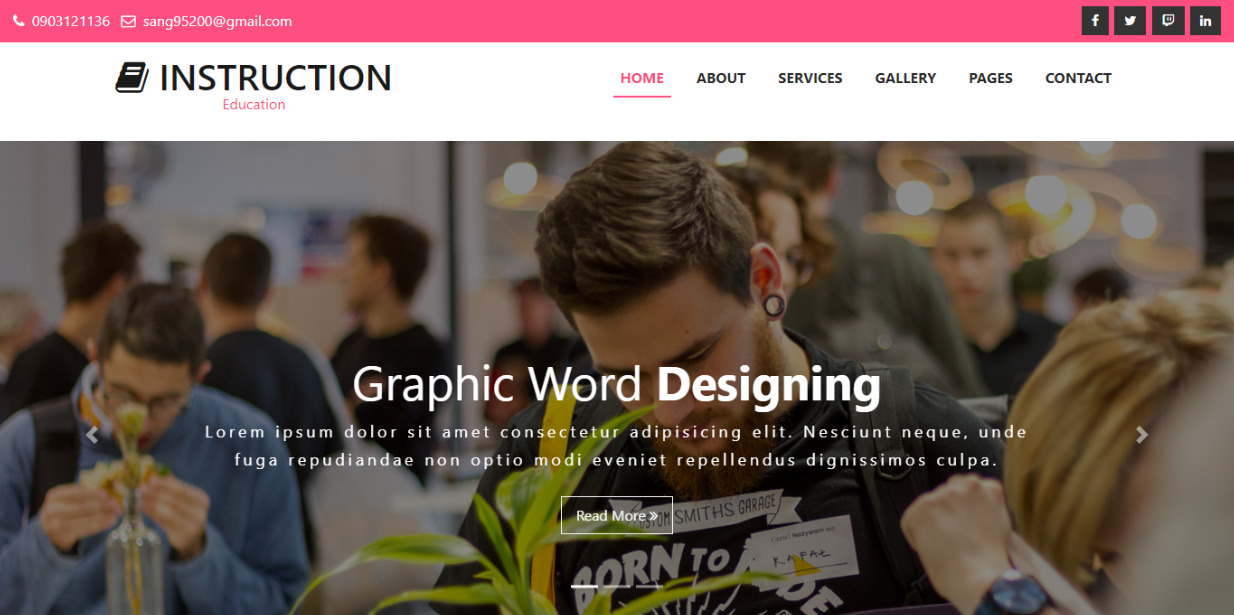 0903121136 sang95200@gmail.com
INSTRUCTION
Education
HOME ABOUT SERVICES GALLERY PAGES CONTACT
Graphic Word Designing
Lorem ipsum dolor sit amet consectetur adipisicing elit. Nesciunt neque, unde
fuga repudiandae non optio modi eveniet repellendus dignissimos culpa.
Read More »
SMITHS GARAGE
BORN TO
KAFAŁ